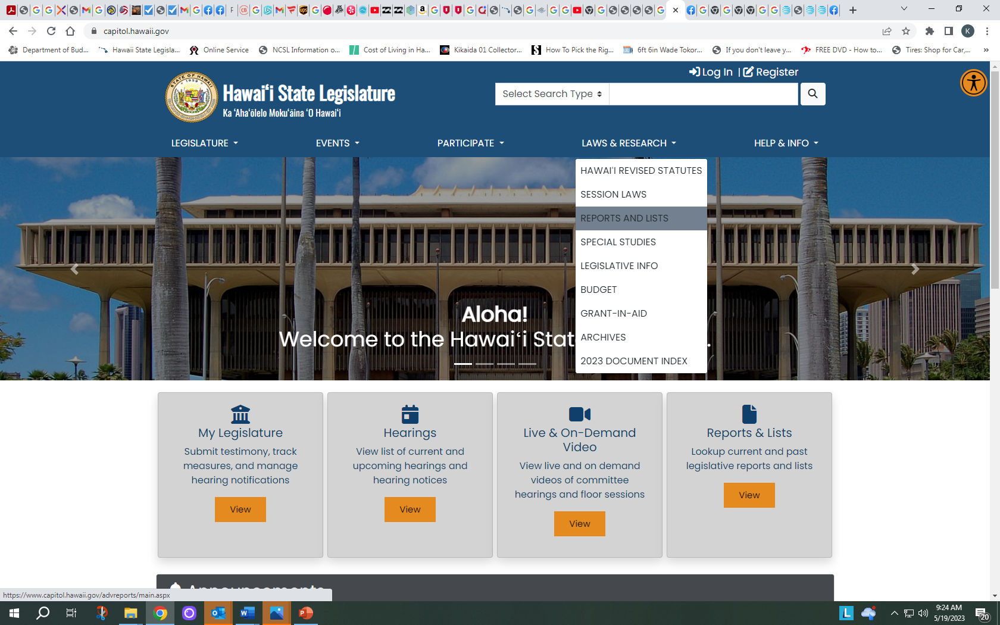 capitol.hawaii.gov
K
Department of Bud...
Hawaii State Legisla...
Online Service
NCSL Information o...
Cost of Living in Ha...
Kikaida 01 Collector...
How To Pick the Rig...
6ft 6in Wade Tokor...
If you don't leave y...
FREE DVD - How to...
Tires: Shop for Car,...
STATE OF HAWAII
1959
Hawaiʻi State Legislature
Ka ʻAhaʻōlelo Mokuʻāina ʻO Hawaiʻi
Log In | Register
Select Search Type
LEGISLATURE
EVENTS
PARTICIPATE
LAWS & RESEARCH
HELP & INFO
HAWAIʻI REVISED STATUTES
SESSION LAWS
REPORTS AND LISTS
SPECIAL STUDIES
LEGISLATIVE INFO
BUDGET
GRANT-IN-AID
ARCHIVES
2023 DOCUMENT INDEX
Aloha!
Welcome to the Hawaiʻi Stat
My Legislature
Submit testimony, track
measures, and manage
hearing notifications
View
Hearings
View list of current and
upcoming hearings and
hearing notices
View
Live & On-Demand
Video
View live and on demand
videos of committee
hearings and floor sessions
View
Reports & Lists
Lookup current and past
legislative reports and lists
View
Announcements
https://www.capitol.hawaii.gov/advreports/main.aspx
9:24 AM
5/19/2023
20